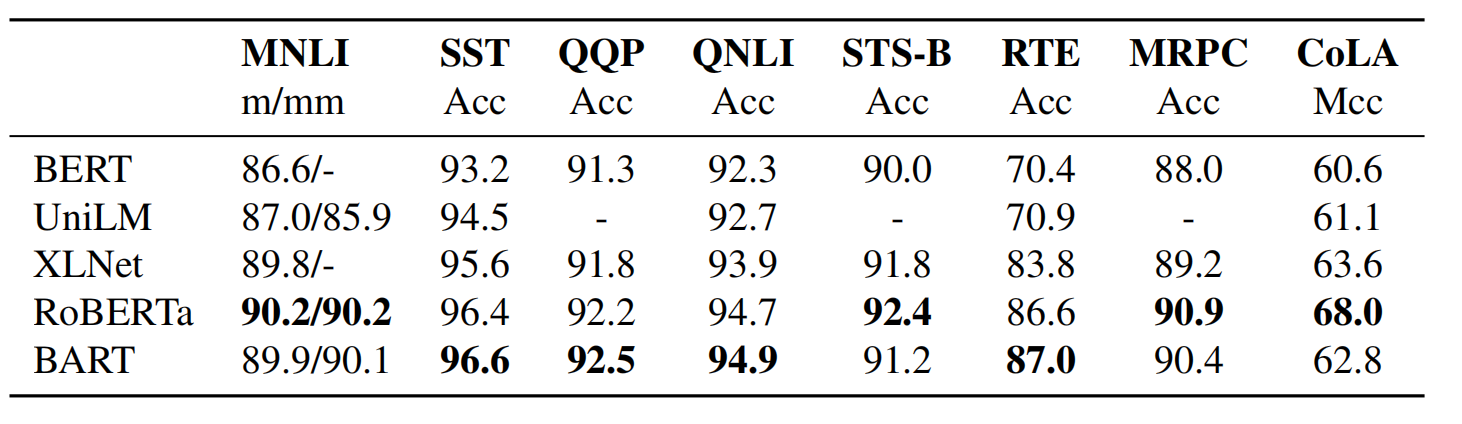 MNLI SST QQP QNLI STS-B RTE MRPC CoLA
m/mm Acc Acc Acc Acc Acc Acc Mcc
BERT 86.6/- 93.2 91.3 92.3 90.0 70.4 88.0 60.6
UniLM 87.0/85.9 94.5 - 92.7 - 70.9 - 61.1
XLNet 89.8/- 95.6 91.8 93.9 91.8 83.8 89.2 63.6
RoBERTa 90.2/90.2 96.4 92.2 94.7 92.4 86.6 90.9 68.0
BART 89.9/90.1 96.6 92.5 94.9 91.2 87.0 90.4 62.8